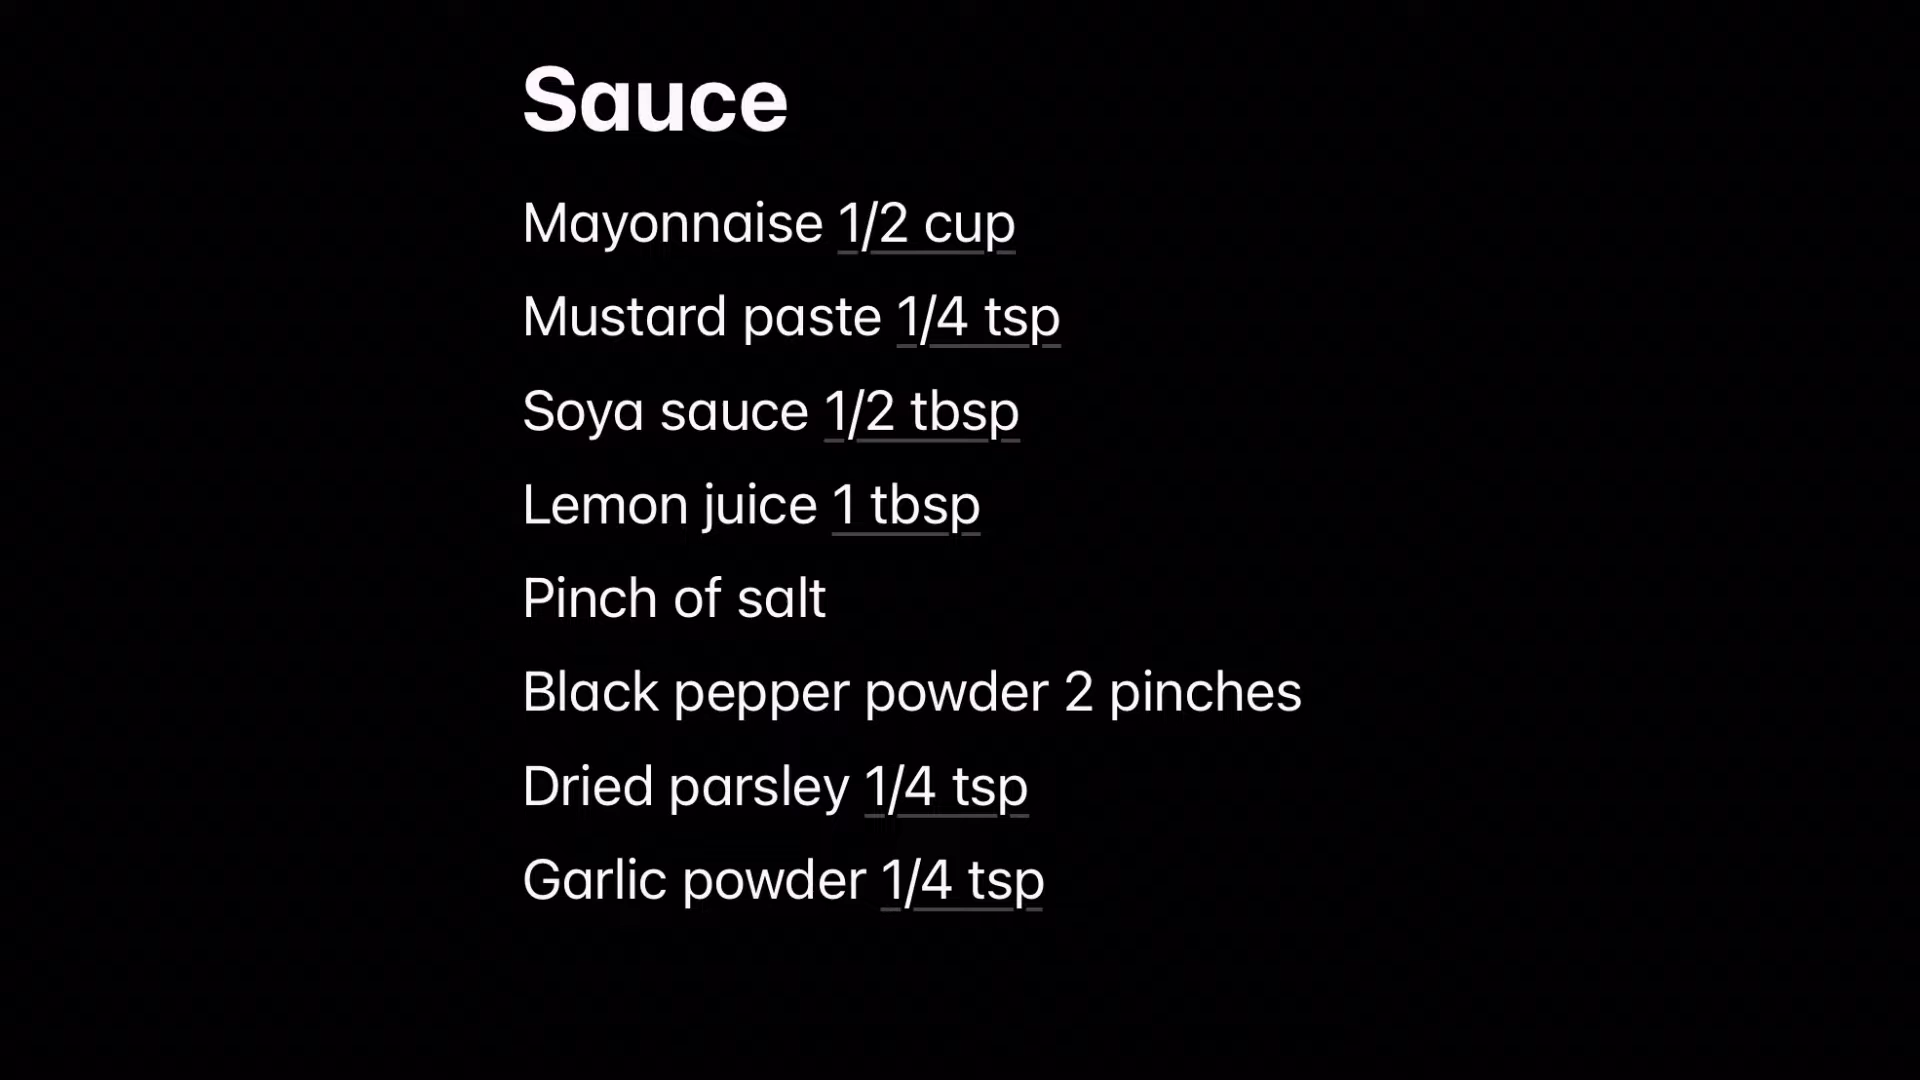 Sauce
Mayonnaise 1/2 cup
Mustard paste 1/4 tsp
Soya sauce 1/2 tbsp
Lemon juice 1 tbsp
Pinch of salt
Black pepper powder 2 pinches
Dried parsley 1/4 tsp
Garlic powder 1/4 tsp